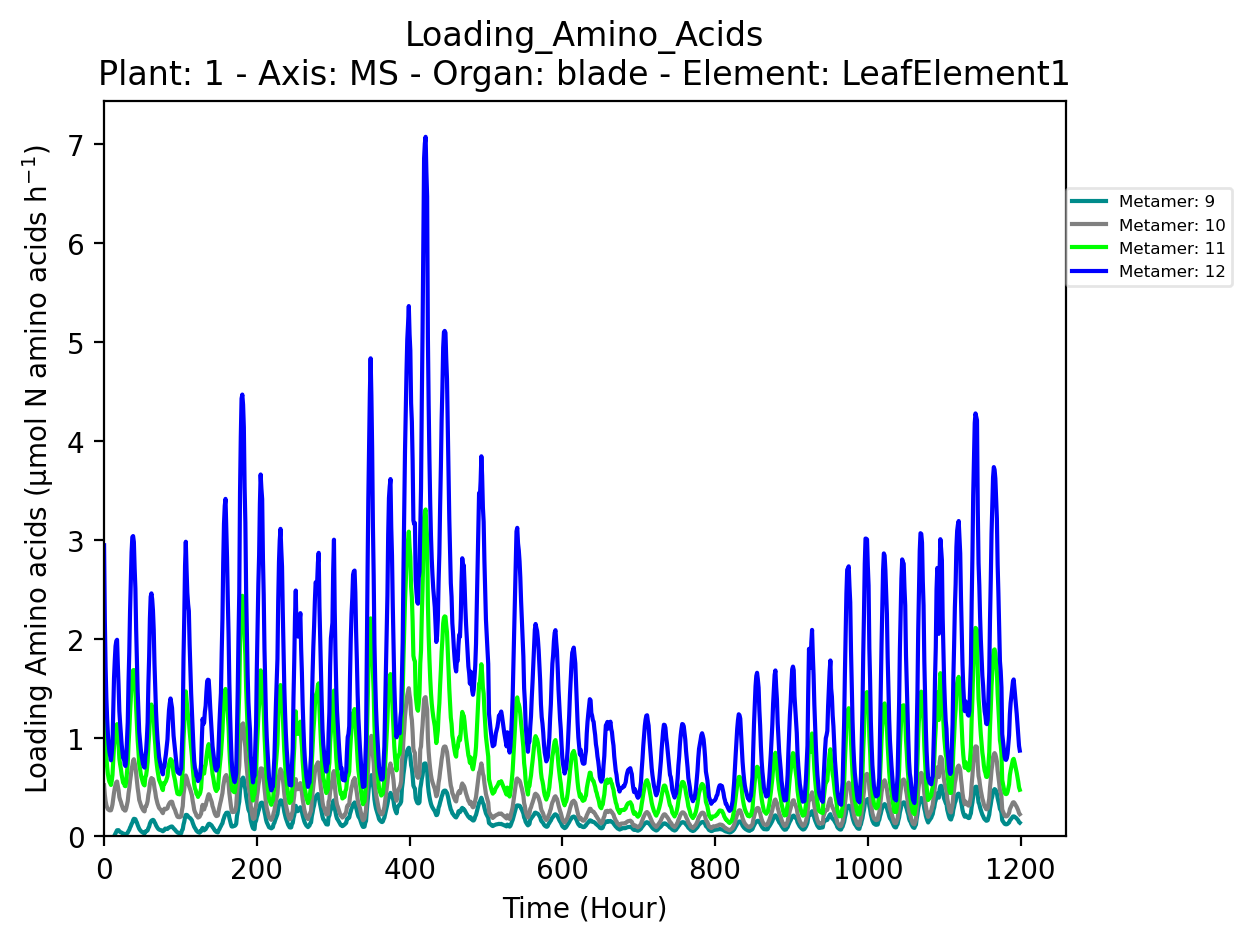 Loading_Amino_Acids
Plant: 1 - Axis: MS - Organ: blade - Element: LeafElement1
Loading Amino acids (µmol N amino acids h⁻¹)
7
6
5
4
3
2
1
0
0 200 400 600 800 1000 1200
Time (Hour)
Metamer: 9
Metamer: 10
Metamer: 11
Metamer: 12